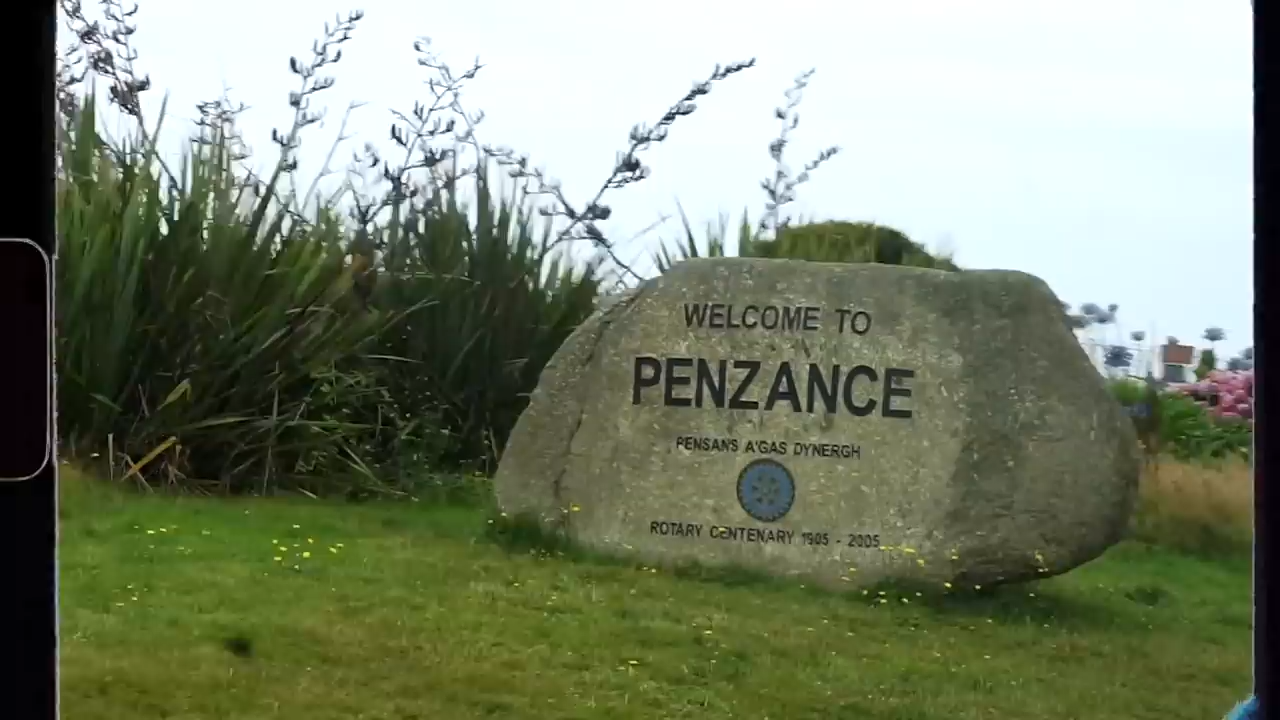 WELCOME TO
PENZANCE
PENSANS A'GAS DYNERGH
ROTARY CENTENARY 1905 - 2005